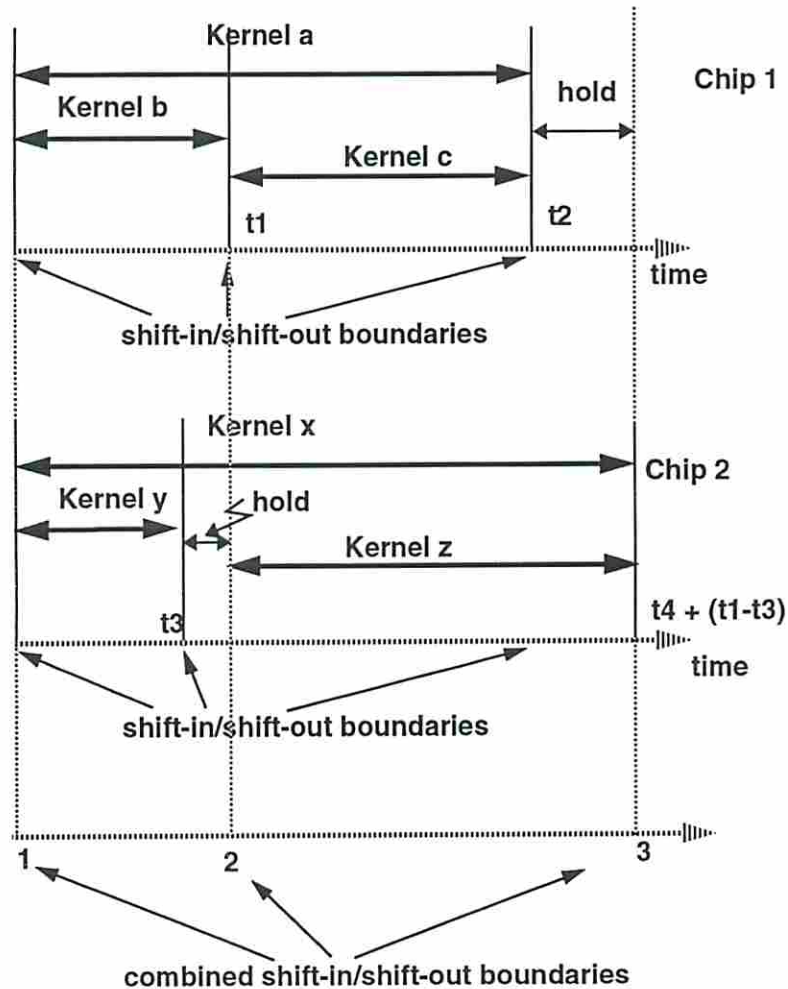 Kernel a
Chip 1
hold
Kernel b
Kernel c
t1
t2
time
shift-in/shift-out boundaries
Kernel x
Chip 2
Kernel y
hold
Kernel z
t3
t4 + (t1-t3)
time
shift-in/shift-out boundaries
1
2
3
combined shift-in/shift-out boundaries